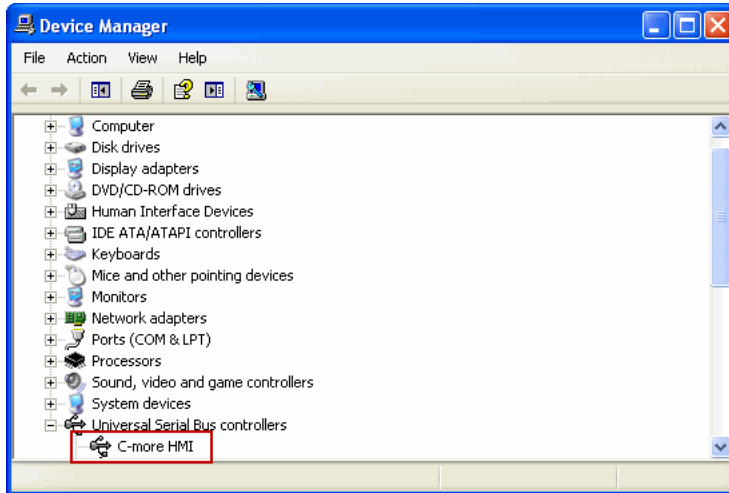 Device Manager
File Action View Help
Computer
Disk drives
Display adapters
DVD/CD-ROM drives
Human Interface Devices
IDE ATA/ATAPI controllers
Keyboards
Mice and other pointing devices
Monitors
Network adapters
Ports (COM & LPT)
Processors
Sound, video and game controllers
System devices
Universal Serial Bus controllers
C-more HMI